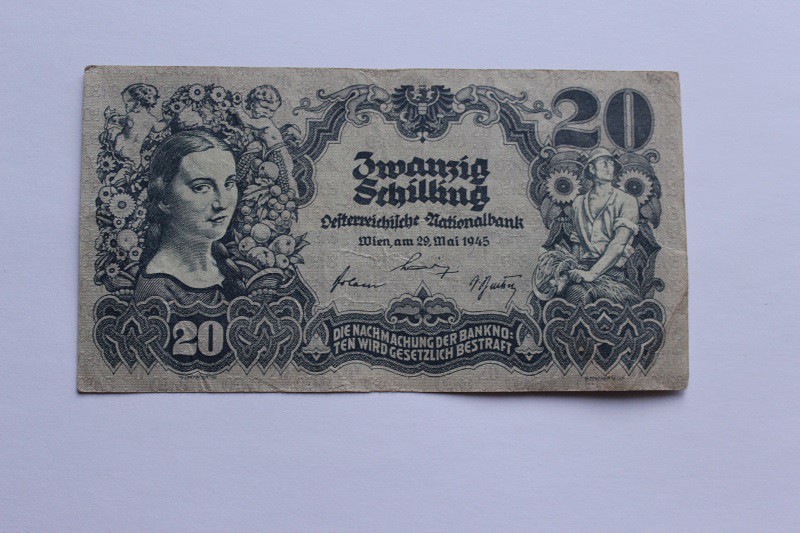 20
Zwanzig
Schilling
Oesterreichische Nationalbank
Wien, am 29. Mai 1945
20
DIE NACHMACHUNG DER BANKNO=
TEN WIRD GESETZLICH BESTRAFT